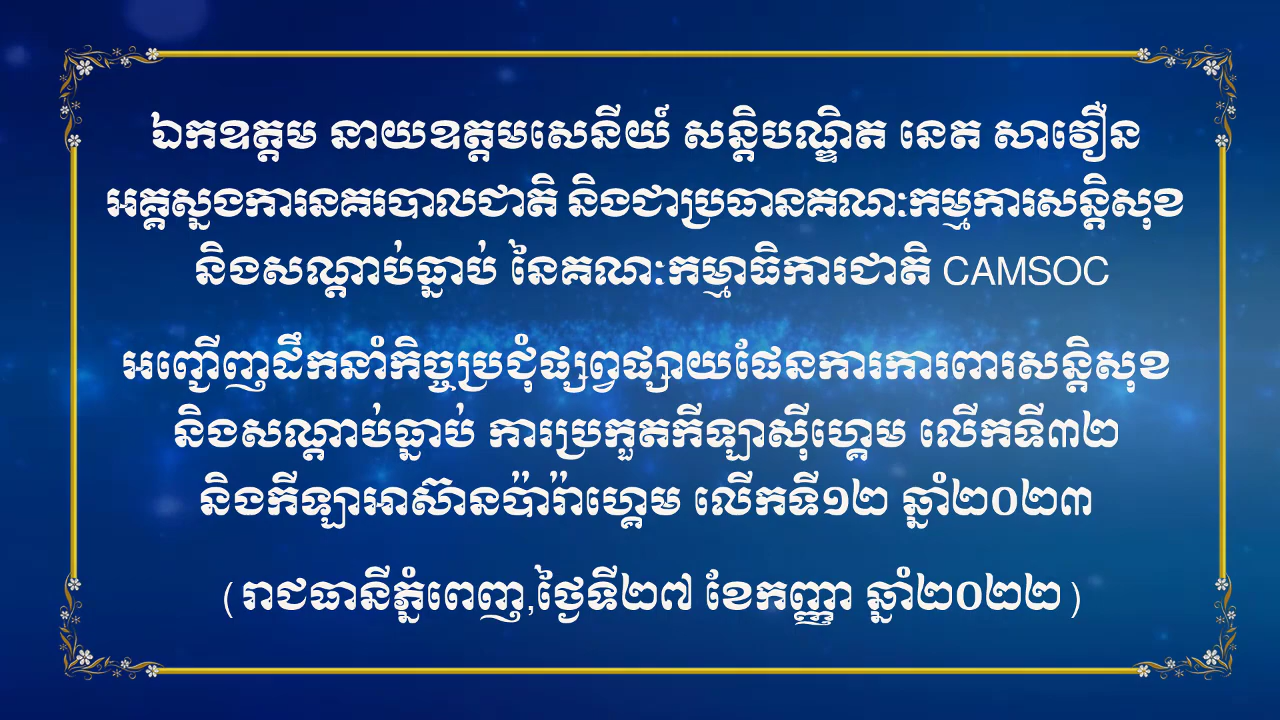 ឯកឧត្តម នាយឧត្តមសេនីយ៍ សន្តិបណ្ឌិត នេត សាវឿន
អគ្គស្នងការនគរបាលជាតិ និងជាប្រធានគណៈកម្មការសន្តិសុខ
និងសណ្តាប់ធ្នាប់ នៃគណៈកម្មាធិការជាតិ CAMSOC
អញ្ជើញដឹកនាំកិច្ចប្រជុំផ្សព្វផ្សាយផែនការការពារសន្តិសុខ
និងសណ្តាប់ធ្នាប់ ការប្រកួតកីឡាស៊ីហ្គេម លើកទី៣២
និងកីឡាអាស៊ានប៉ារ៉ាហ្គេម លើកទី១២ ឆ្នាំ២០២៣
(រាជធានីភ្នំពេញ,ថ្ងៃទី២៧ ខែកញ្ញា ឆ្នាំ២០២២)